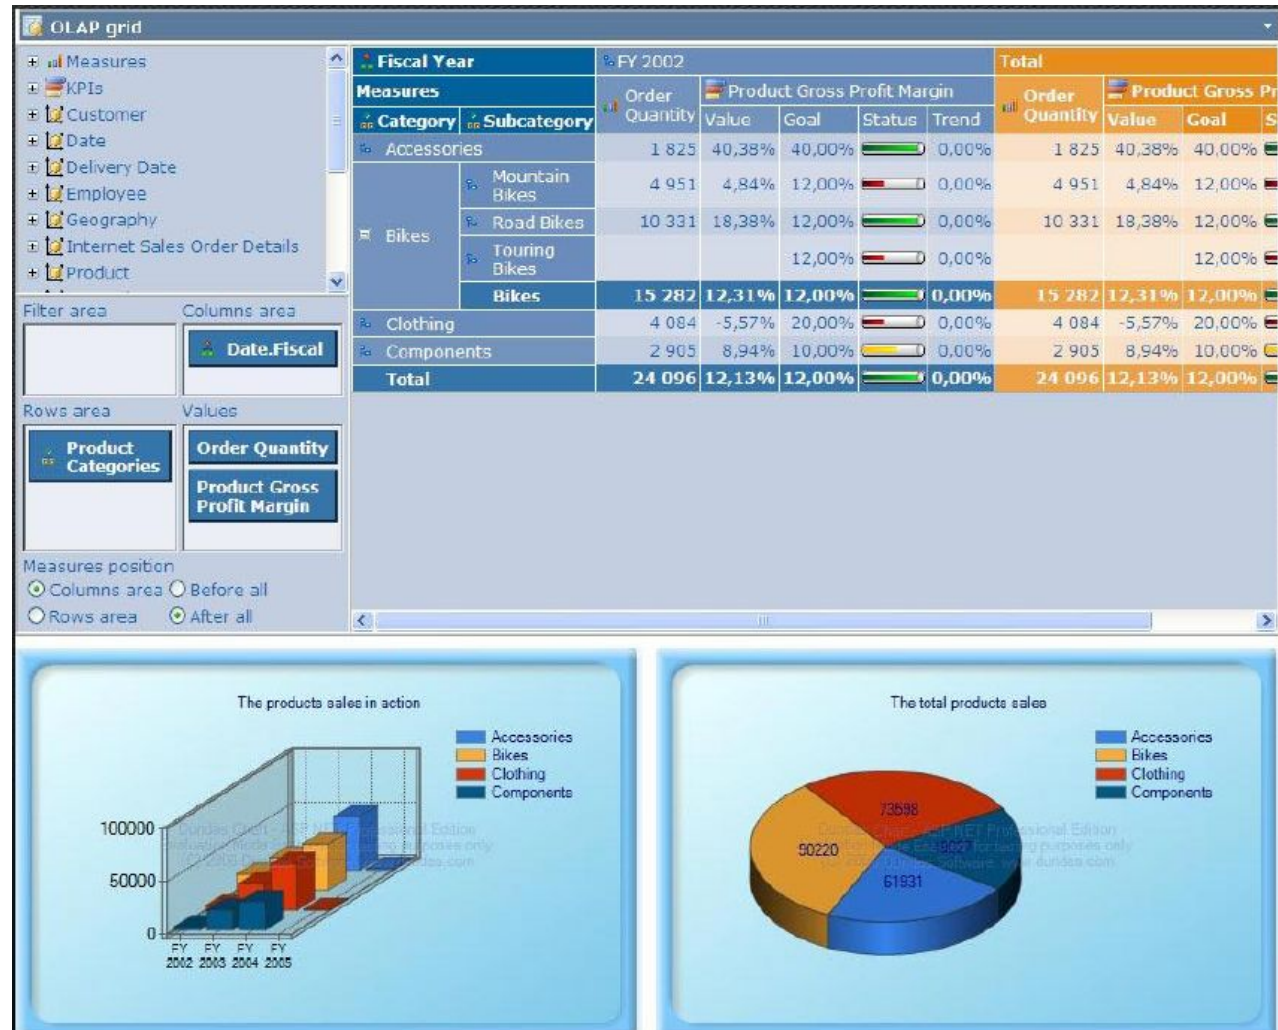 OLAP grid
Measures
KPIs
Customer
Date
Delivery Date
Employee
Geography
Internet Sales Order Details
Product
Filter area Columns area
Date.Fiscal
Rows area Values
Product Categories
Order Quantity
Product Gross Profit Margin
Measures position
Columns area Before all
Rows area After all
Fiscal Year FY 2002 Total
Measures Order Quantity Product Gross Profit Margin Order Quantity Product Gross Pr
Category Subcategory Value Goal Status Trend Value Goal S
Accessories 1 825 40,38% 40,00% 0,00% 1 825 40,38% 40,00%
Bikes Mountain Bikes 4 951 4,84% 12,00% 0,00% 4 951 4,84% 12,00%
Road Bikes 10 331 18,38% 12,00% 0,00% 10 331 18,38% 12,00%
Touring Bikes 12,00% 0,00% 12,00%
Bikes 15 282 12,31% 12,00% 0,00% 15 282 12,31% 12,00%
Clothing 4 084 -5,57% 20,00% 0,00% 4 084 -5,57% 20,00%
Components 2 905 8,94% 10,00% 0,00% 2 905 8,94% 10,00%
Total 24 096 12,13% 12,00% 0,00% 24 096 12,13% 12,00%
The products sales in action
Accessories
Bikes
Clothing
Components
100000
50000
0
FY 2002 FY 2003 FY 2004 FY 2005
The total products sales
Accessories
Bikes
Clothing
Components
73598
90220
61931